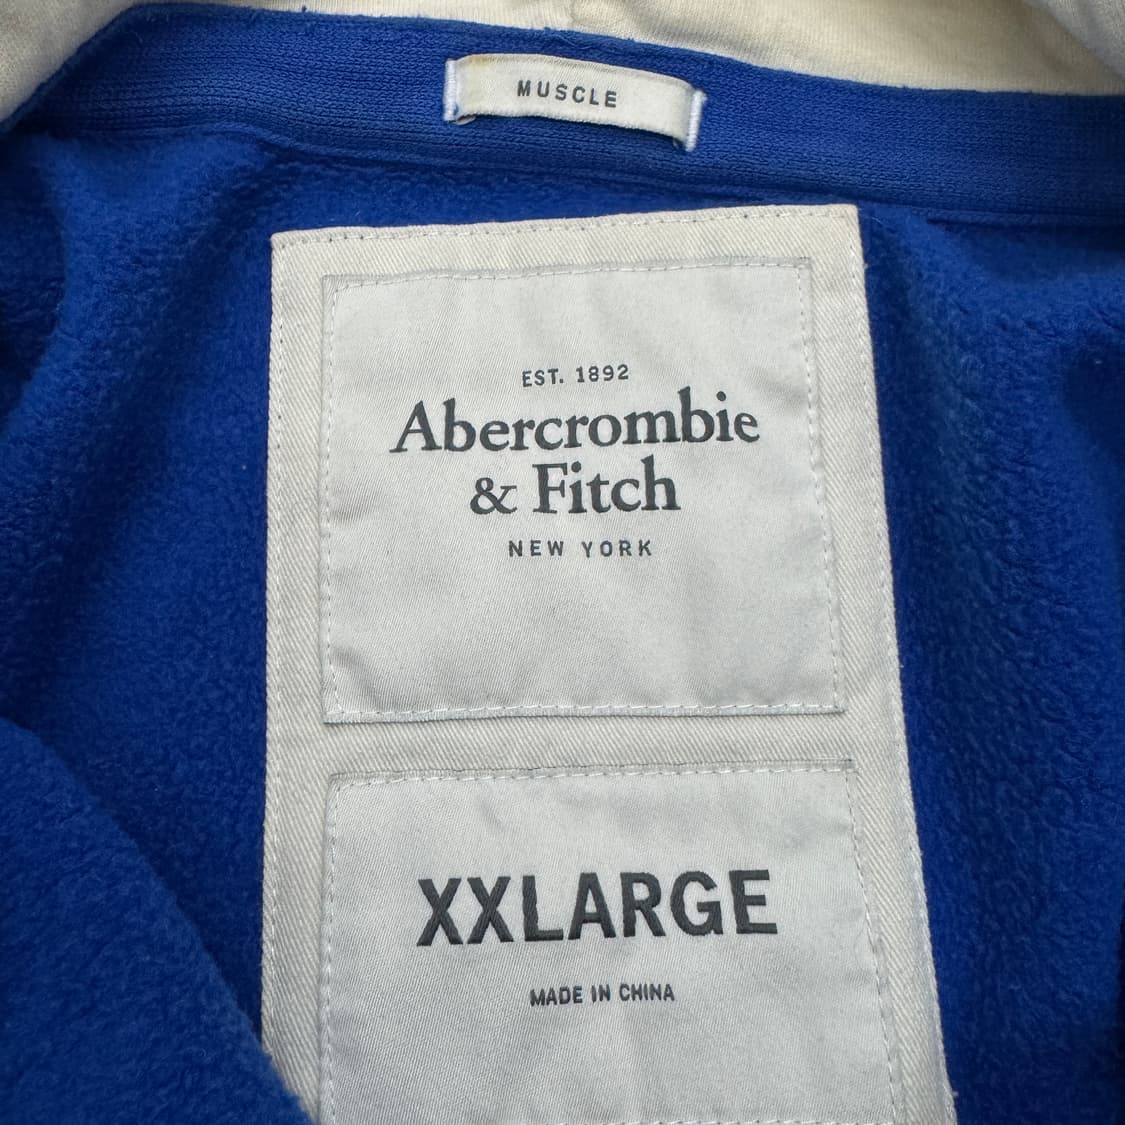 MUSCLE
EST. 1892
Abercrombie
& Fitch
NEW YORK
XXLARGE
MADE IN CHINA